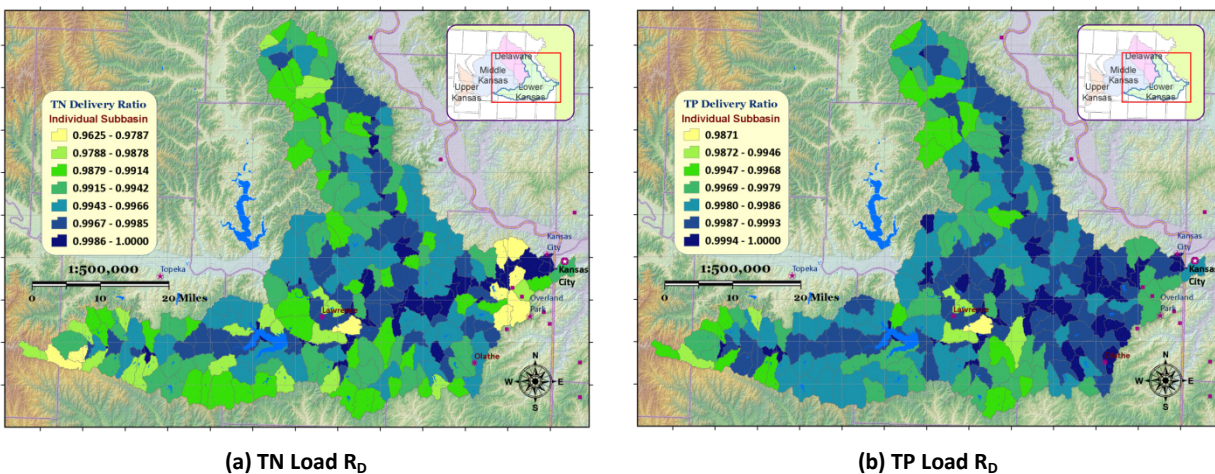 Delaware
Middle
Kansas
Upper
Kansas
Lower
Kansas
TN Delivery Ratio
Individual Subbasin
0.9625 - 0.9787
0.9788 - 0.9878
0.9879 - 0.9914
0.9915 - 0.9942
0.9943 - 0.9966
0.9967 - 0.9985
0.9986 - 1.0000
1:500,000
0 10 20 Miles
Topeka
Lawrence
Kansas
City
Kansas
City
Overland
Park
Olathe
N
W E
S
(a) TN Load RD
Delaware
Middle
Kansas
Upper
Kansas
Lower
Kansas
TP Delivery Ratio
Individual Subbasin
0.9871
0.9872 - 0.9946
0.9947 - 0.9968
0.9969 - 0.9979
0.9980 - 0.9986
0.9987 - 0.9993
0.9994 - 1.0000
1:500,000
0 10 20 Miles
Topeka
Lawrence
Kansas
City
Kansas
City
Overland
Park
Olathe
N
W E
S
(b) TP Load RD